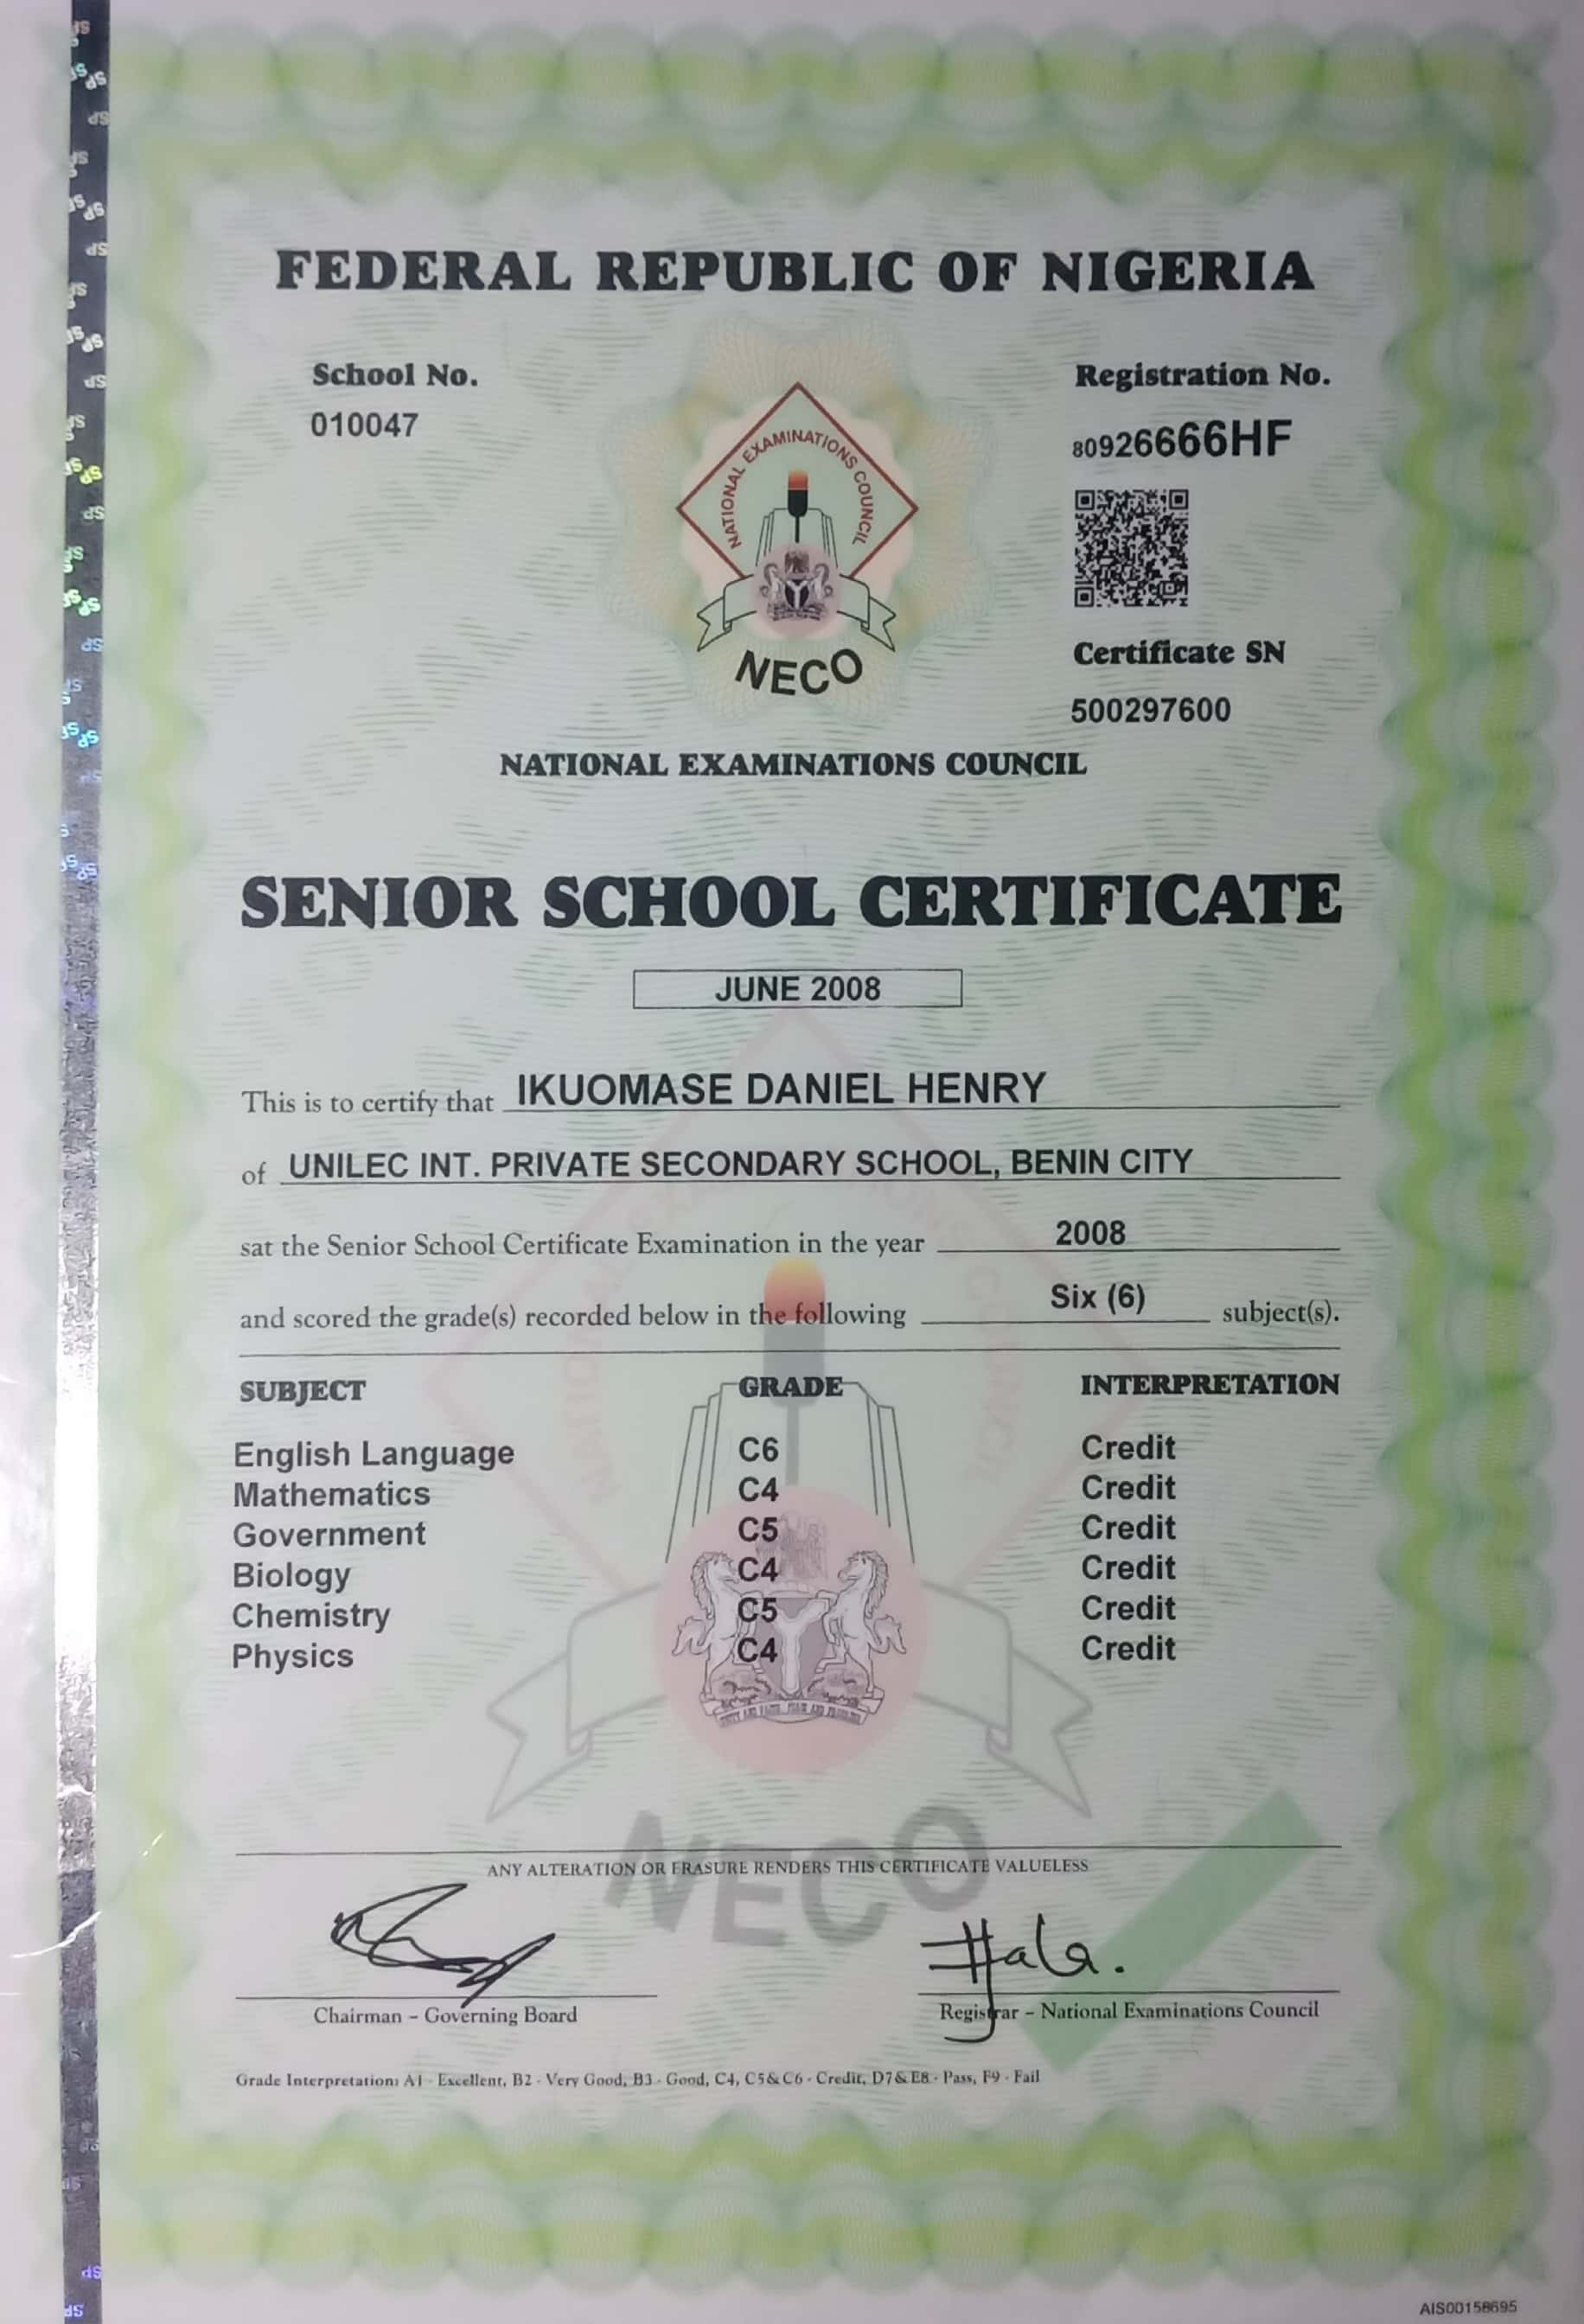 FEDERAL REPUBLIC OF NIGERIA
School No.
010047
Registration No.
80926666HF
NATIONAL EXAMINATIONS COUNCIL
NECO
Certificate SN
500297600
NATIONAL EXAMINATIONS COUNCIL
SENIOR SCHOOL CERTIFICATE
JUNE 2008
This is to certify that IKUOMASE DANIEL HENRY
of UNILEC INT. PRIVATE SECONDARY SCHOOL, BENIN CITY
sat the Senior School Certificate Examination in the year 2008
and scored the grade(s) recorded below in the following Six (6) subject(s).
SUBJECT GRADE INTERPRETATION
English Language C6 Credit
Mathematics C4 Credit
Government C5 Credit
Biology C4 Credit
Chemistry C5 Credit
Physics C4 Credit
NECO
ANY ALTERATION OR ERASURE RENDERS THIS CERTIFICATE VALUELESS
Chairman – Governing Board
Registrar – National Examinations Council
Grade Interpretation: A1 - Excellent, B2 - Very Good, B3 - Good, C4, C5 & C6 - Credit, D7 & E8 - Pass, F9 - Fail
AIS00158695